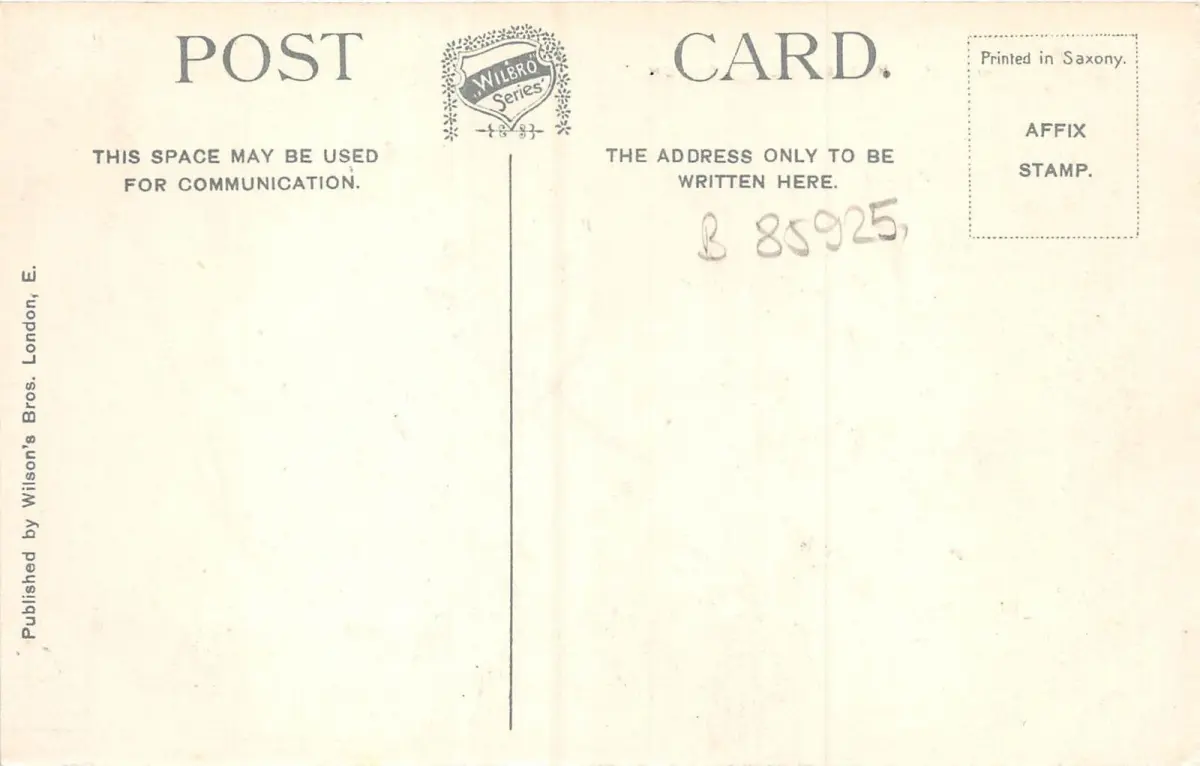 POST CARD.
"WILBRO"
Series"
Printed in Saxony.
AFFIX
STAMP.
THIS SPACE MAY BE USED
FOR COMMUNICATION.
THE ADDRESS ONLY TO BE
WRITTEN HERE.
B 85925,
Published by Wilson's Bros. London, E.